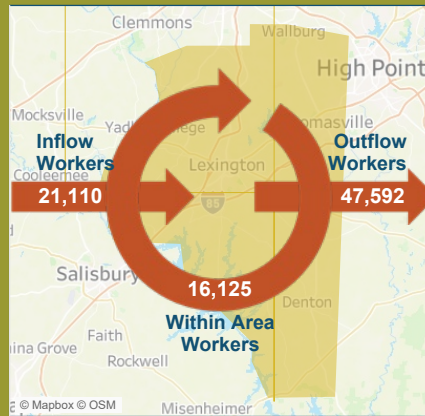 Clemmons
Wallburg
High Point
Mocksville
Thomasville
Inflow
Workers
Outflow
Workers
Lexington
Cooleemee
21,110
47,592
85
Salisbury
16,125
Within Area
Workers
Denton
Faith
Rockwell
Misenheimer
© Mapbox © OSM